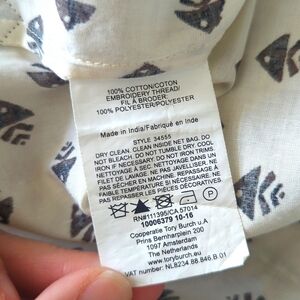 100% COTTON/COTON
EMBROIDERY THREAD/
FIL À BRODER:
100% POLYESTER/POLYESTER
Made in India/Fabriqué en Inde
STYLE 34555
DRY CLEAN. CLEAN INSIDE NET BAG. DO
NOT BLEACH. DO NOT TUMBLE DRY. COOL
IRON IF NECESSARY DO NOT IRON TRIMS
NETTOYAGE À SEC. NETTOYER DANS UN
FILET DE LAVAGE. NE PAS JAVELLISER. NE
PAS SÉCHER EN MACHINE. REPASSAGE À
FAIBLE TEMPÉRATURE SI NÉCESSAIRE. NE
PAS REPASSER LES PIÈCES DÉCORATIVES
P
RN#111395/CA 57014
10006379 10-16
Cooperatie Tory Burch u.A
Prins Bernhardplein 200
1097 Amsterdam
The Netherlands
www.toryburch.eu
VAT number: NL8234.88.846.B.01